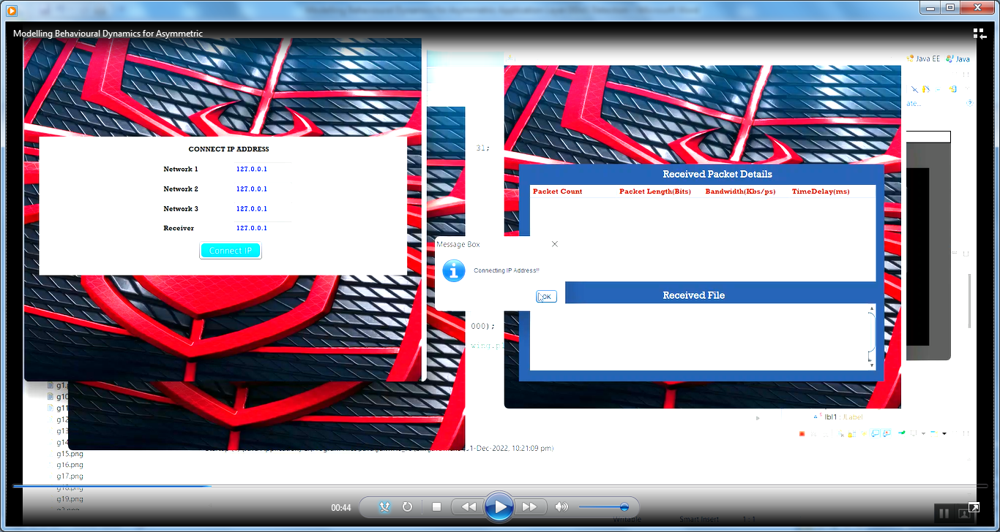 Modelling Behavioural Dynamics for Asymmetric
Java EE
Java
ate...
CONNECT IP ADDRESS
Network 1 127.0.0.1
Network 2 127.0.0.1
Network 3 127.0.0.1
Receiver 127.0.0.1
Connect IP
31;
Received Packet Details
Packet Count Packet Length(Bits) Bandwidth(Kbs/ps) TimeDelay(ms)
Message Box
Connecting IP Address!!
OK
Received File
000);
g10
g11
g12
g13
g14
g15.png
g16.png
g17.png
g18.png
g19.png
lbl1 : JLabel
-Dec-2022, 10:21:09 pm)
00:44
Writable Smart Insert 1 : 1